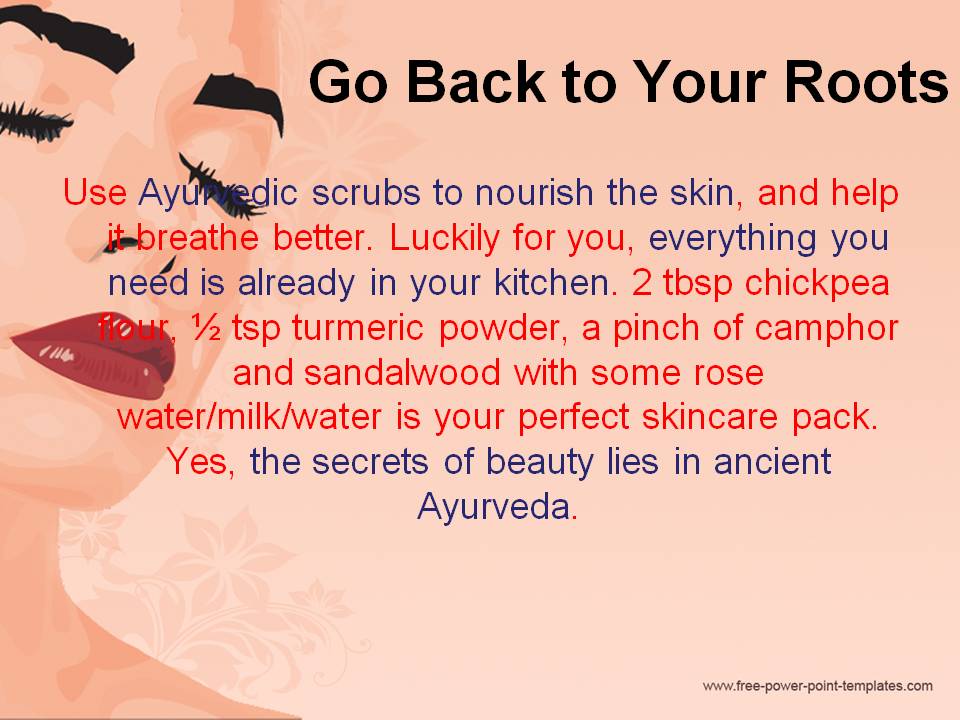 Go Back to Your Roots
Use Ayurvedic scrubs to nourish the skin, and help
it breathe better. Luckily for you, everything you
need is already in your kitchen. 2 tbsp chickpea
flour, ½ tsp turmeric powder, a pinch of camphor
and sandalwood with some rose
water/milk/water is your perfect skincare pack.
Yes, the secrets of beauty lies in ancient
Ayurveda.
www.free-power-point-templates.com